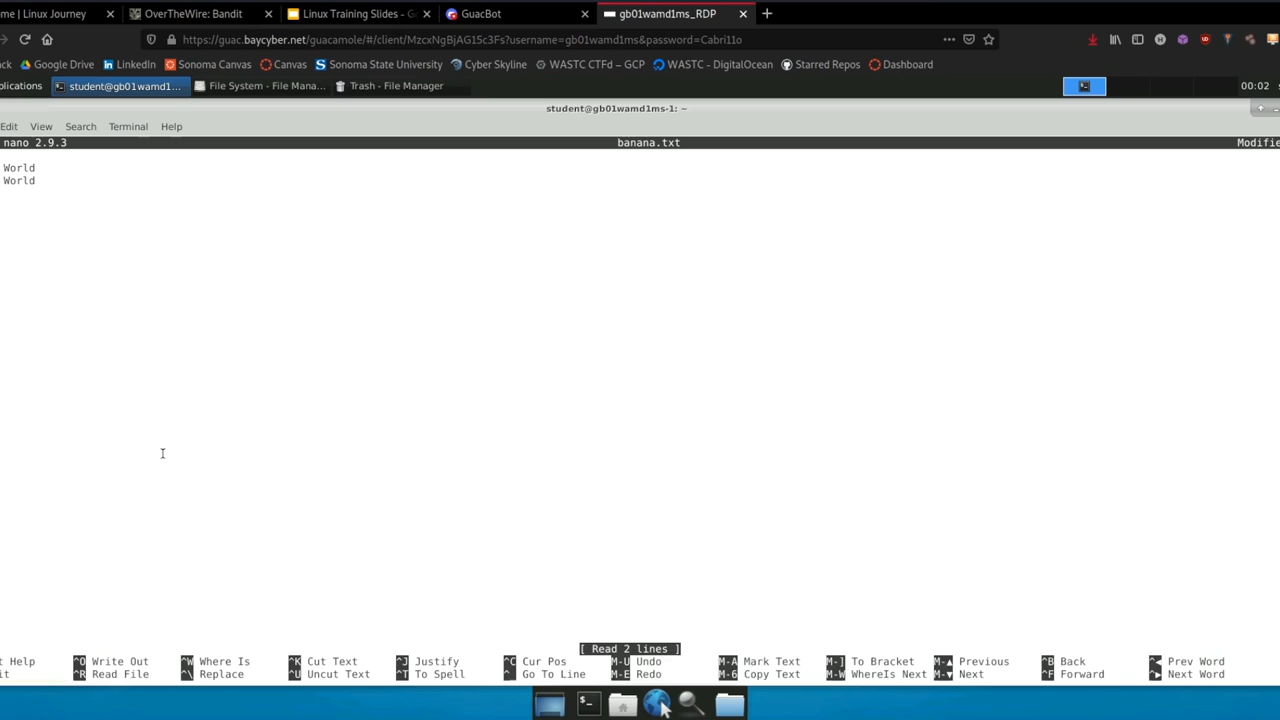 me | Linux Journey
OverTheWire: Bandit
Linux Training Slides - G
GuacBot
gb01wamd1ms_RDP
https://guac.baycyber.net/guacamole/#/client/MzcxNgBjAG15c3Fs?username=gb01wamd1ms&password=Cabri11o
ck Google Drive LinkedIn Sonoma Canvas Canvas Sonoma State University Cyber Skyline WASTC CTFd – GCP WASTC - DigitalOcean Starred Repos Dashboard
plications student@gb01wamd1... File System - File Mana... Trash - File Manager 00:02
student@gb01wamd1ms-1: ~
Edit View Search Terminal Help
nano 2.9.3 banana.txt Modifie
World
World
[ Read 2 lines ]
t Help ^O Write Out ^W Where Is ^K Cut Text ^J Justify ^C Cur Pos M-U Undo M-A Mark Text M-] To Bracket M-▲ Previous ^B Back ^◀ Prev Word
it ^R Read File ^\ Replace ^U Uncut Text ^T To Spell ^_ Go To Line M-E Redo M-6 Copy Text M-W WhereIs Next M-▼ Next ^F Forward ^▶ Next Word